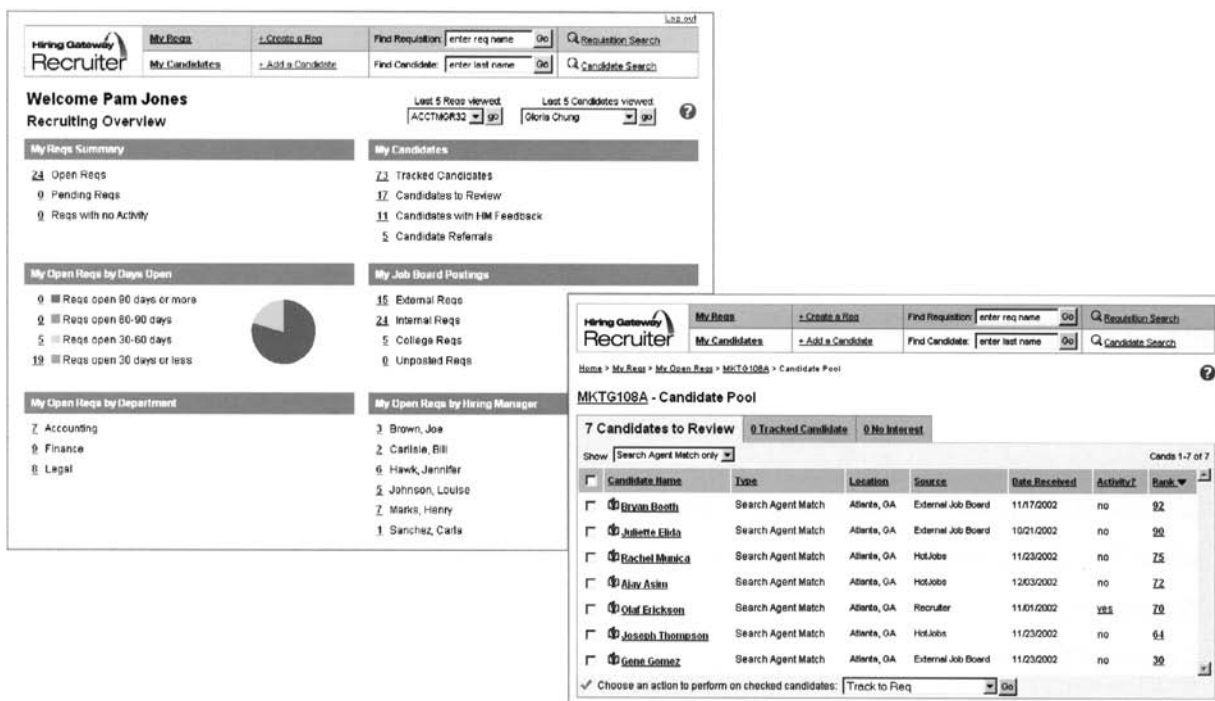 Log out
Hiring Gateway
Recruiter
My Reqs
+ Create a Req
Find Requisition: enter req name Go
Requisition Search
My Candidates
+ Add a Candidate
Find Candidate: enter last name Go
Candidate Search
Welcome Pam Jones
Recruiting Overview
Last 5 Reqs viewed:
ACCTMGR32 go
Last 5 Candidates viewed:
Gloria Chung go
?
My Reqs Summary
24 Open Reqs
0 Pending Reqs
0 Reqs with no Activity
My Candidates
73 Tracked Candidates
17 Candidates to Review
11 Candidates with HM Feedback
5 Candidate Referrals
My Open Reqs by Days Open
0 Reqs open 90 days or more
0 Reqs open 60-90 days
5 Reqs open 30-60 days
19 Reqs open 30 days or less
My Job Board Postings
15 External Reqs
24 Internal Reqs
5 College Reqs
0 Unposted Reqs
My Open Reqs by Department
7 Accounting
9 Finance
8 Legal
My Open Reqs by Hiring Manager
3 Brown, Joe
2 Carlisle, Bill
6 Hawk, Jennifer
5 Johnson, Louise
7 Marks, Henry
1 Sanchez, Carla
Hiring Gateway
Recruiter
My Reqs
+ Create a Req
Find Requisition: enter req name Go
Requisition Search
My Candidates
+ Add a Candidate
Find Candidate: enter last name Go
Candidate Search
Home > My Reqs > My Open Reqs > MKTG108A > Candidate Pool
?
MKTG108A - Candidate Pool
7 Candidates to Review 0 Tracked Candidate 0 No Interest
Show Search Agent Match only Cands 1-7 of 7
Candidate Name Type Location Source Date Received Activity? Rank
Bryan Booth Search Agent Match Atlanta, GA External Job Board 11/17/2002 no 92
Juliette Elida Search Agent Match Atlanta, GA External Job Board 10/21/2002 no 90
Rachel Munica Search Agent Match Atlanta, GA HotJobs 11/23/2002 no 75
Ajay Asim Search Agent Match Atlanta, GA HotJobs 12/03/2002 no 72
Olaf Erickson Search Agent Match Atlanta, GA Recruiter 11/01/2002 yes 70
Joseph Thompson Search Agent Match Atlanta, GA HotJobs 11/23/2002 no 64
Gene Gomez Search Agent Match Atlanta, GA External Job Board 11/23/2002 no 30
Choose an action to perform on checked candidates: Track to Req Go